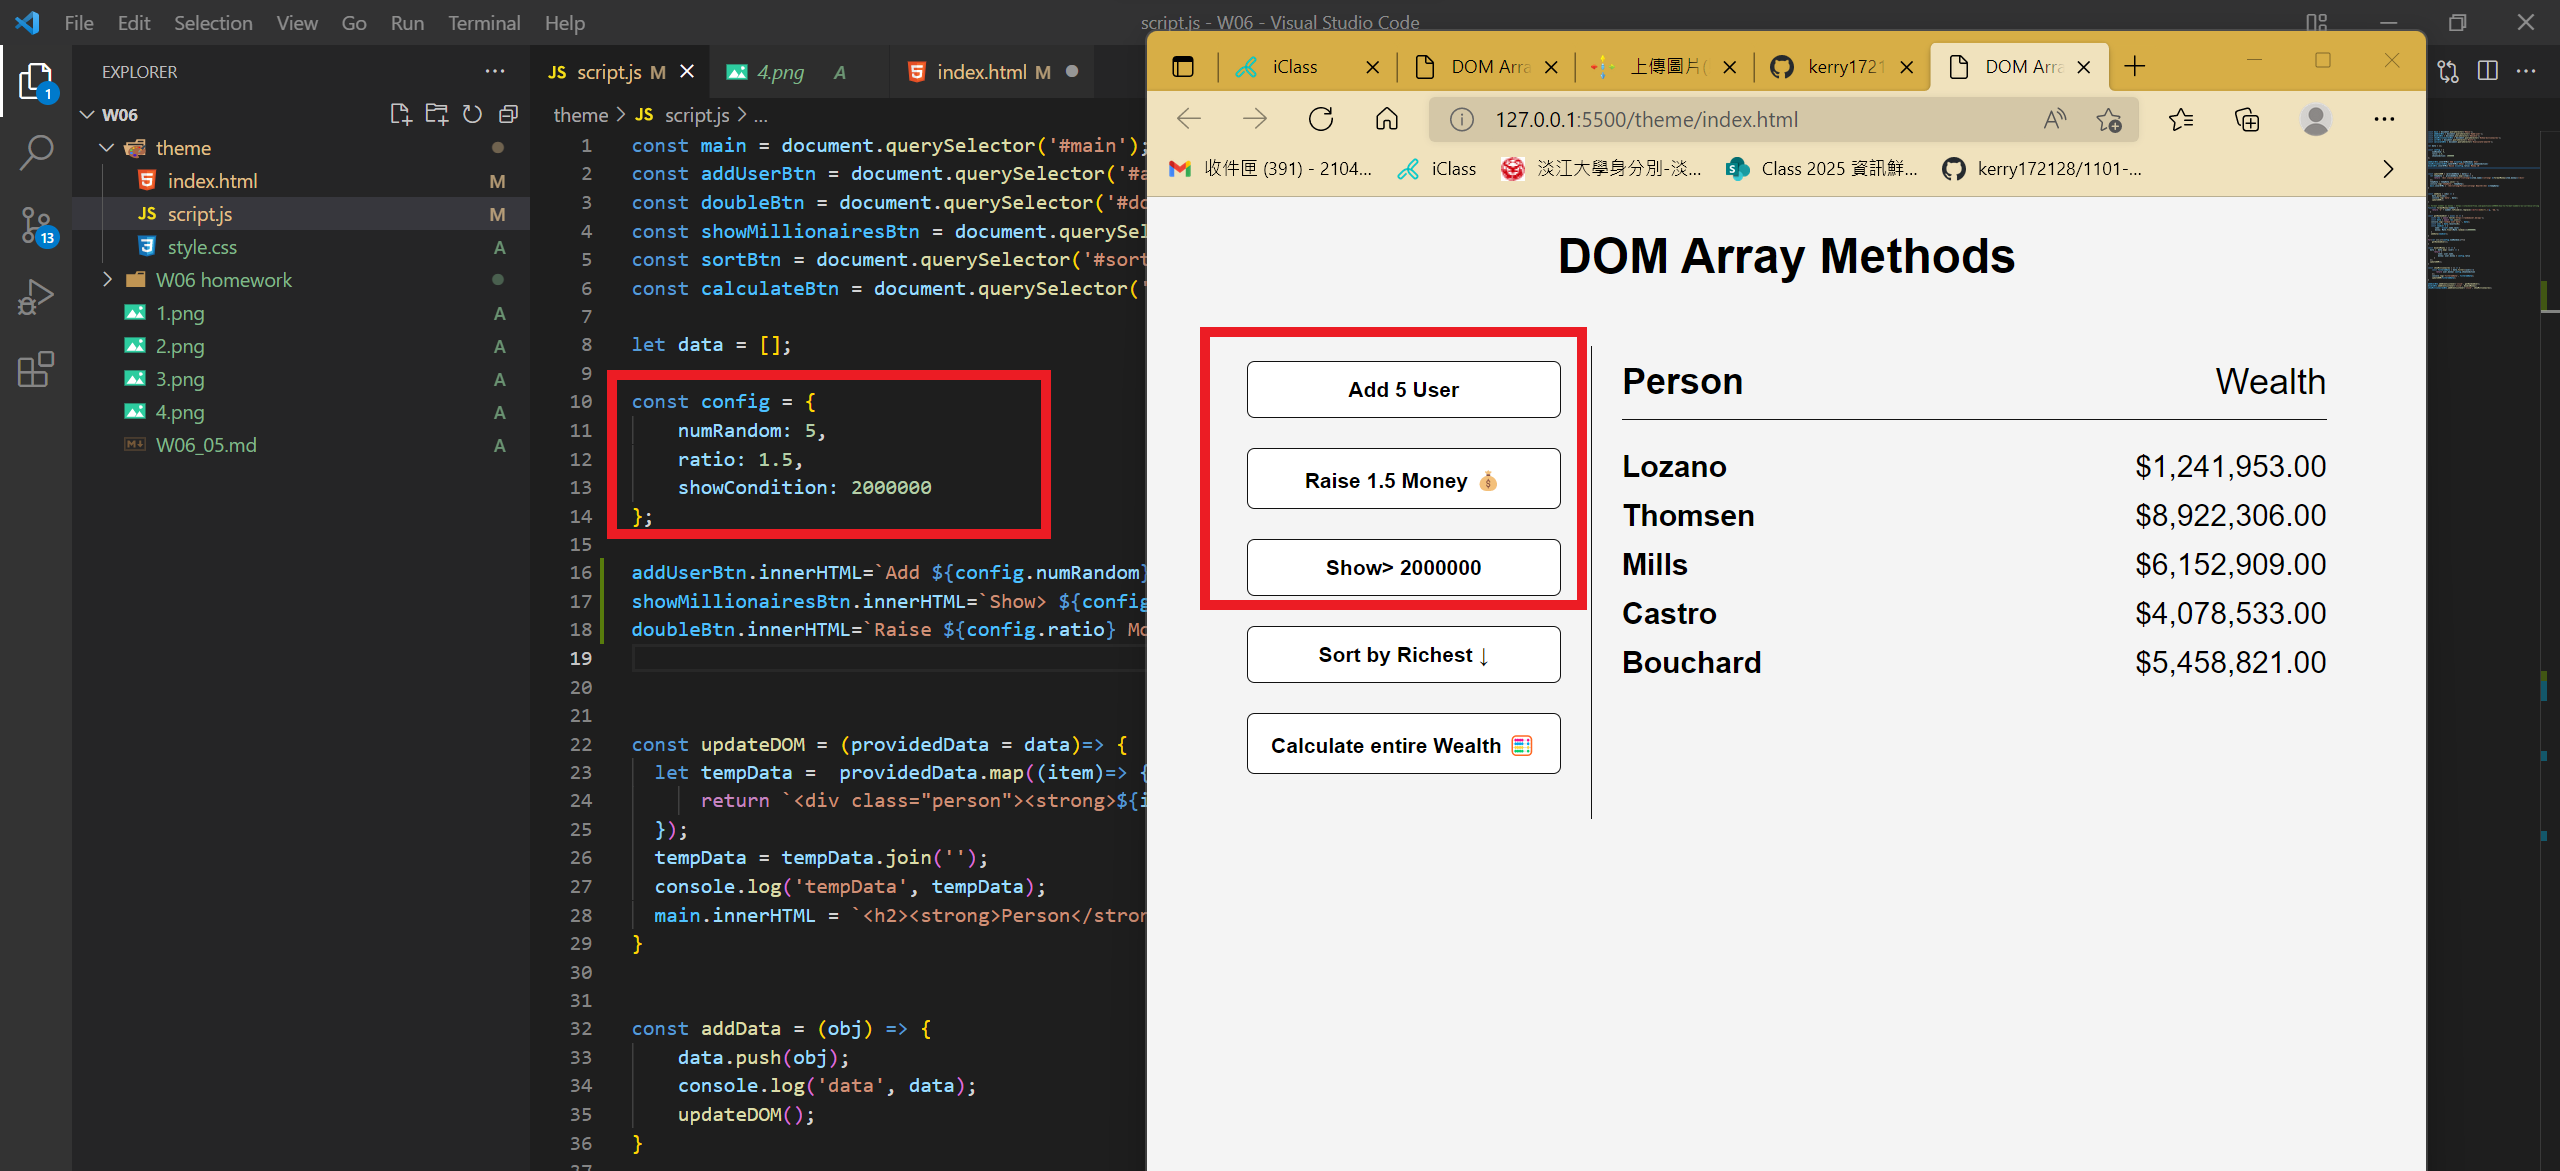 File Edit Selection View Go Run Terminal Help
script.js - W06 - Visual Studio Code
EXPLORER
W06
theme
index.html M
JS script.js M
style.css A
W06 homework
1.png A
2.png A
3.png A
4.png A
W06_05.md A
1
13
JS script.js M
4.png A
index.html M
theme > JS script.js > ...
1 const main = document.querySelector('#main');
2 const addUserBtn = document.querySelector('#a
3 const doubleBtn = document.querySelector('#do
4 const showMillionairesBtn = document.querySel
5 const sortBtn = document.querySelector('#sort
6 const calculateBtn = document.querySelector('
7
8 let data = [];
9
10 const config = {
11 numRandom: 5,
12 ratio: 1.5,
13 showCondition: 2000000
14 };
15
16 addUserBtn.innerHTML=`Add ${config.numRandom}
17 showMillionairesBtn.innerHTML=`Show> ${config
18 doubleBtn.innerHTML=`Raise ${config.ratio} Mo
19
20
21
22 const updateDOM = (providedData = data)=> {
23 let tempData =  providedData.map((item)=> {
24 return `<div class="person"><strong>${i
25 });
26 tempData = tempData.join('');
27 console.log('tempData', tempData);
28 main.innerHTML = `<h2><strong>Person</stron
29 }
30
31
32 const addData = (obj) => {
33 data.push(obj);
34 console.log('data', data);
35 updateDOM();
36 }
37
iClass
DOM Arra
上傳圖片(
kerry1721
DOM Arra
127.0.0.1:5500/theme/index.html
收件匣 (391) - 2104...
iClass
淡江大學身分別-淡...
Class 2025 資訊鮮...
kerry172128/1101-...
DOM Array Methods
Add 5 User
Raise 1.5 Money 💰
Show> 2000000
Sort by Richest ↓
Calculate entire Wealth 🧮
Person Wealth
Lozano $1,241,953.00
Thomsen $8,922,306.00
Mills $6,152,909.00
Castro $4,078,533.00
Bouchard $5,458,821.00